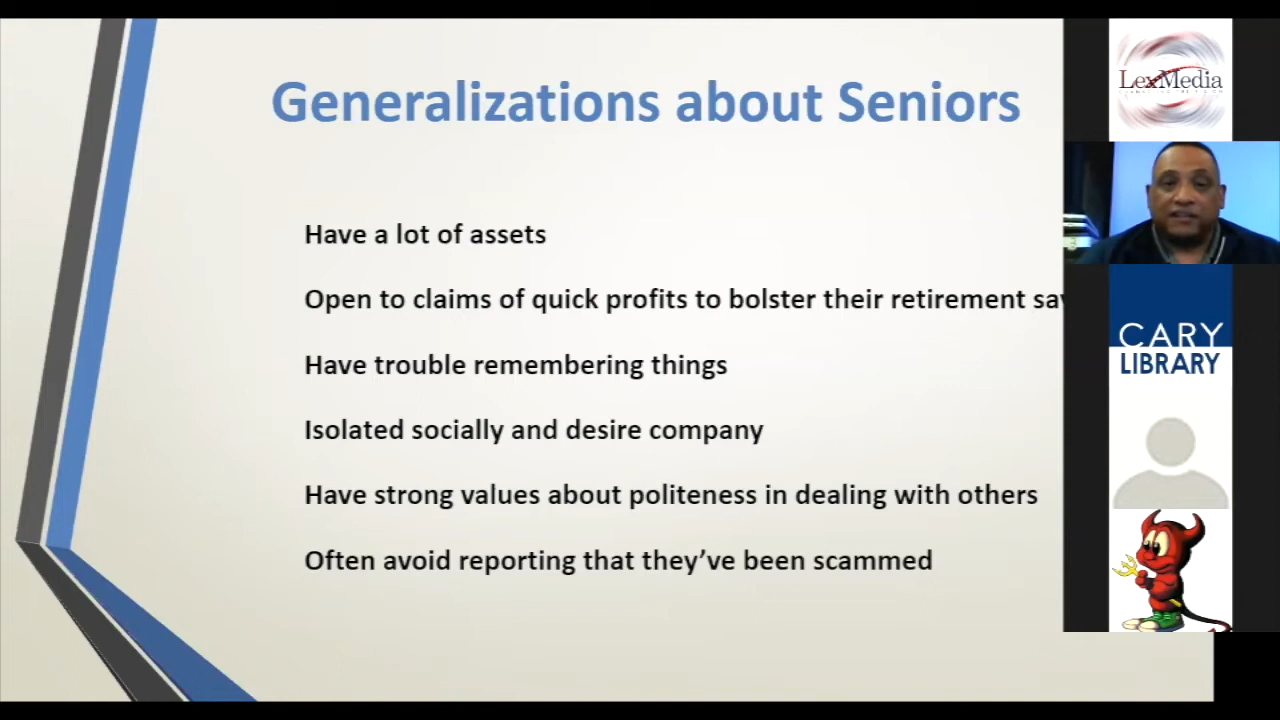 Generalizations about Seniors
Have a lot of assets
Open to claims of quick profits to bolster their retirement
Have trouble remembering things
Isolated socially and desire company
Have strong values about politeness in dealing with others
Often avoid reporting that they’ve been scammed
LexMedia
CARY
LIBRARY